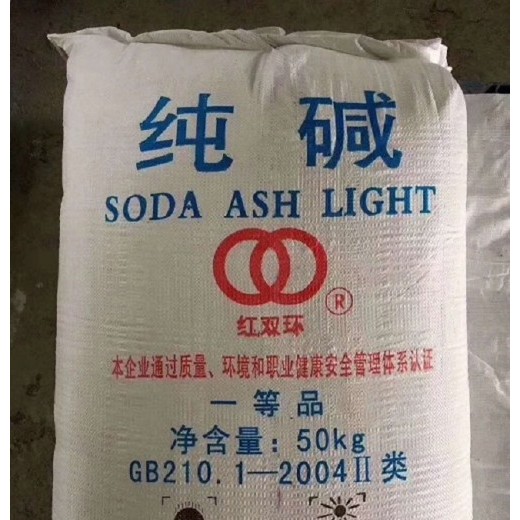 纯碱
SODA ASH LIGHT
®
红双环
本企业通过质量、环境和职业健康安全管理体系认证
一等品
净含量：50kg
GB210.1—2004Ⅱ类